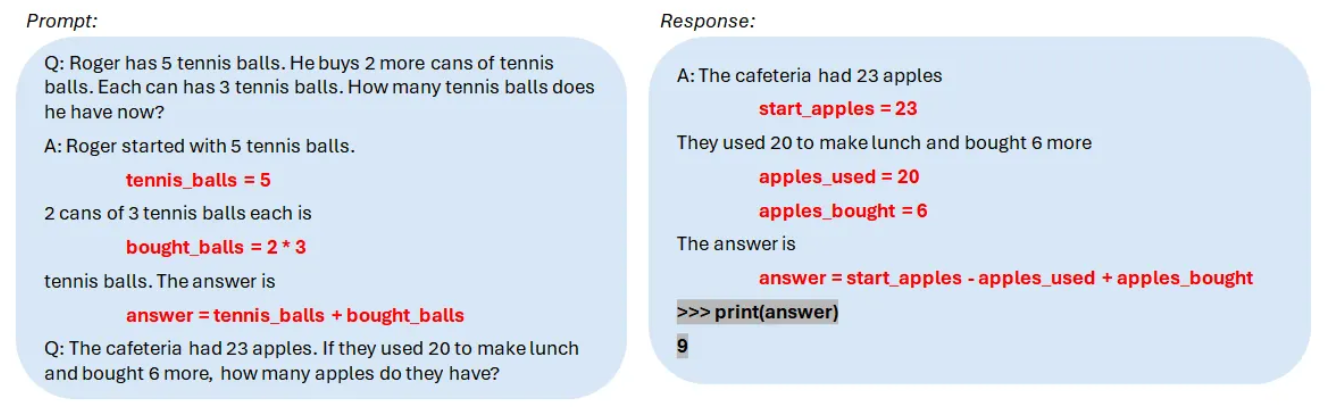 Prompt:
Q: Roger has 5 tennis balls. He buys 2 more cans of tennis
balls. Each can has 3 tennis balls. How many tennis balls does
he have now?
A: Roger started with 5 tennis balls.
tennis_balls = 5
2 cans of 3 tennis balls each is
bought_balls = 2 * 3
tennis balls. The answer is
answer = tennis_balls + bought_balls
Q: The cafeteria had 23 apples. If they used 20 to make lunch
and bought 6 more, how many apples do they have?
Response:
A: The cafeteria had 23 apples
start_apples = 23
They used 20 to make lunch and bought 6 more
apples_used = 20
apples_bought = 6
The answer is
answer = start_apples - apples_used + apples_bought
>>> print(answer)
9